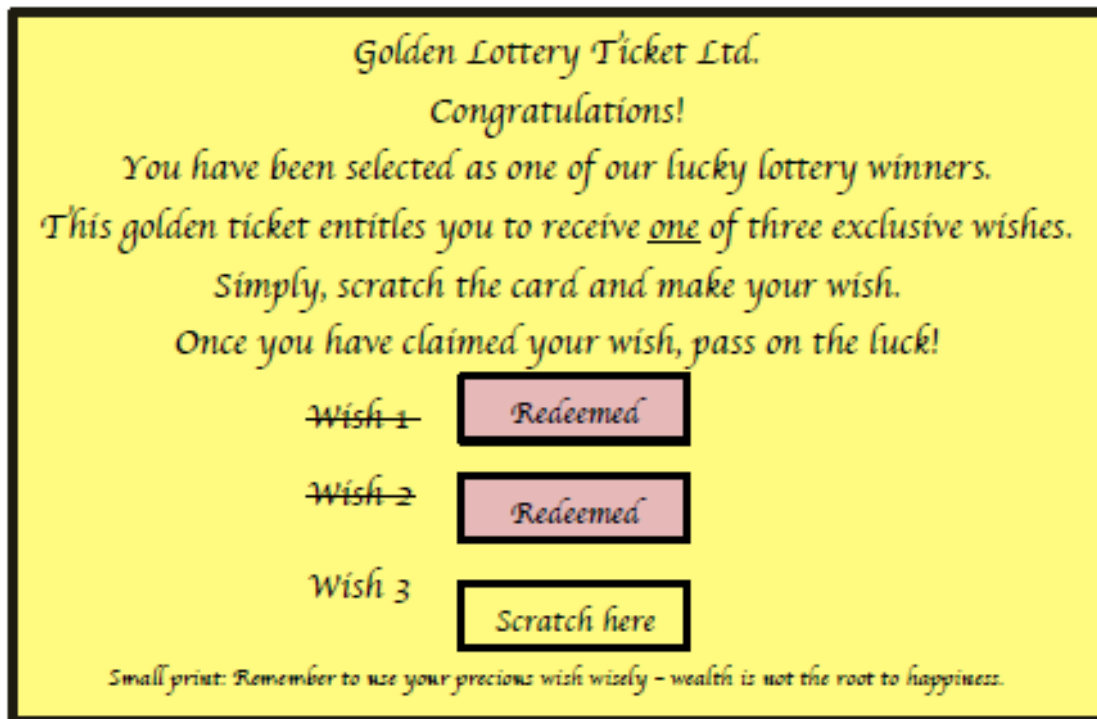 Golden Lottery Ticket Ltd.
Congratulations!
You have been selected as one of our lucky lottery winners.
This golden ticket entitles you to receive one of three exclusive wishes.
Simply, scratch the card and make your wish.
Once you have claimed your wish, pass on the luck!
Wish 1 Redeemed
Wish 2 Redeemed
Wish 3 Scratch here
Small print: Remember to use your precious wish wisely – wealth is not the root to happiness.